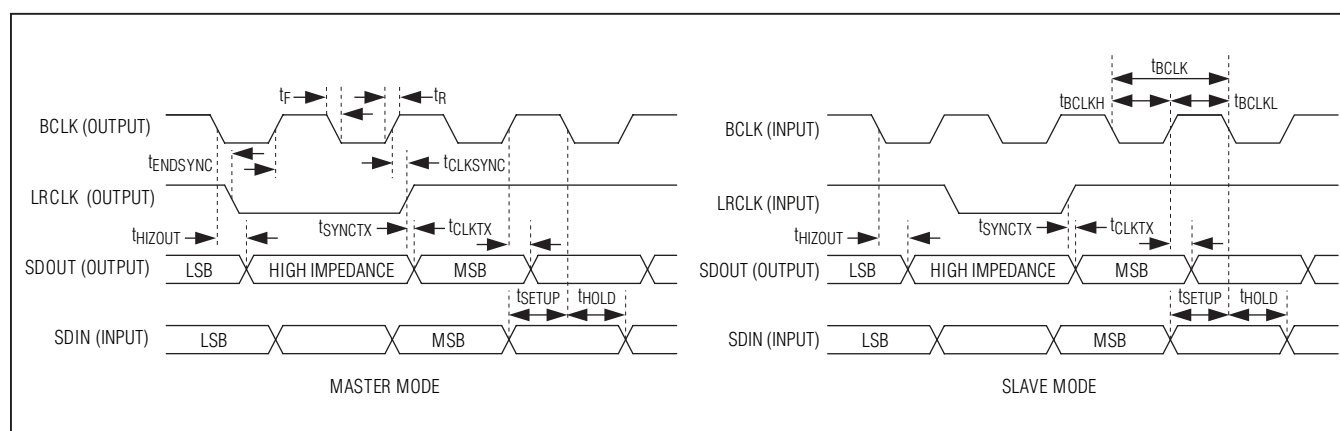 tF
tR
BCLK (OUTPUT)
tENDSYNC
tCLKSYNC
LRCLK (OUTPUT)
tHIZOUT
tSYNCTX
tCLKTX
SDOUT (OUTPUT)
LSB
HIGH IMPEDANCE
MSB
tSETUP
tHOLD
SDIN (INPUT)
LSB
MSB
MASTER MODE
tBCLK
tBCLKH
tBCLKL
BCLK (INPUT)
LRCLK (INPUT)
tHIZOUT
tSYNCTX
tCLKTX
SDOUT (OUTPUT)
LSB
HIGH IMPEDANCE
MSB
tSETUP
tHOLD
SDIN (INPUT)
LSB
MSB
SLAVE MODE